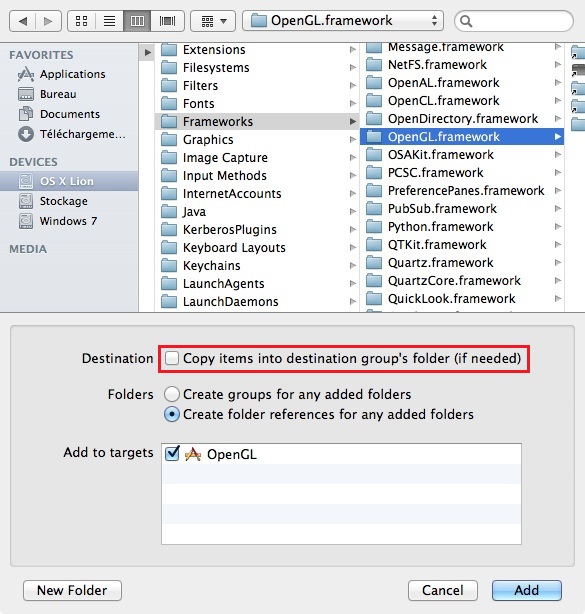 OpenGL.framework
FAVORITES
Applications
Bureau
Documents
Téléchargeme...
DEVICES
OS X Lion
Stockage
Windows 7
MEDIA
Extensions
Filesystems
Filters
Fonts
Frameworks
Graphics
Image Capture
Input Methods
InternetAccounts
Java
KerberosPlugins
Keyboard Layouts
Keychains
LaunchAgents
LaunchDaemons
Message.framework
NetFS.framework
OpenAL.framework
OpenCL.framework
OpenDirectory.framework
OpenGL.framework
OSAKit.framework
PCSC.framework
PreferencePanes.framework
PubSub.framework
Python.framework
QTKit.framework
Quartz.framework
QuartzCore.framework
QuickLook.framework
Destination Copy items into destination group's folder (if needed)
Folders Create groups for any added folders
Create folder references for any added folders
Add to targets OpenGL
New Folder Cancel Add